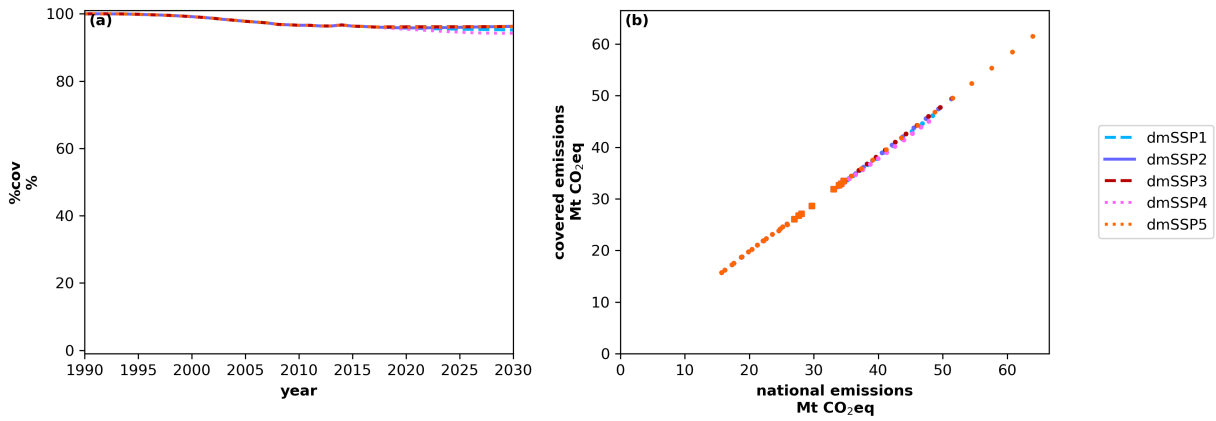 (a)
100
80
60
40
20
0
%cov
%
1990 1995 2000 2005 2010 2015 2020 2025 2030
year
(b)
60
50
40
30
20
10
0
covered emissions
Mt CO₂eq
0 10 20 30 40 50 60
national emissions
Mt CO₂eq
dmSSP1
dmSSP2
dmSSP3
dmSSP4
dmSSP5